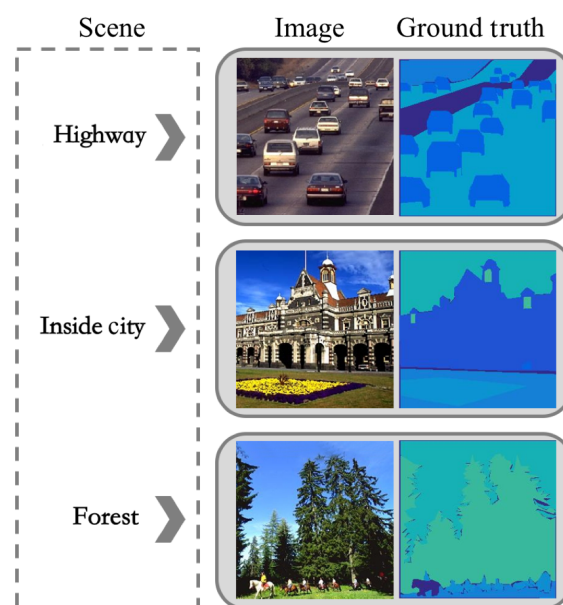 Scene
Image
Ground truth
Highway
Inside city
Forest